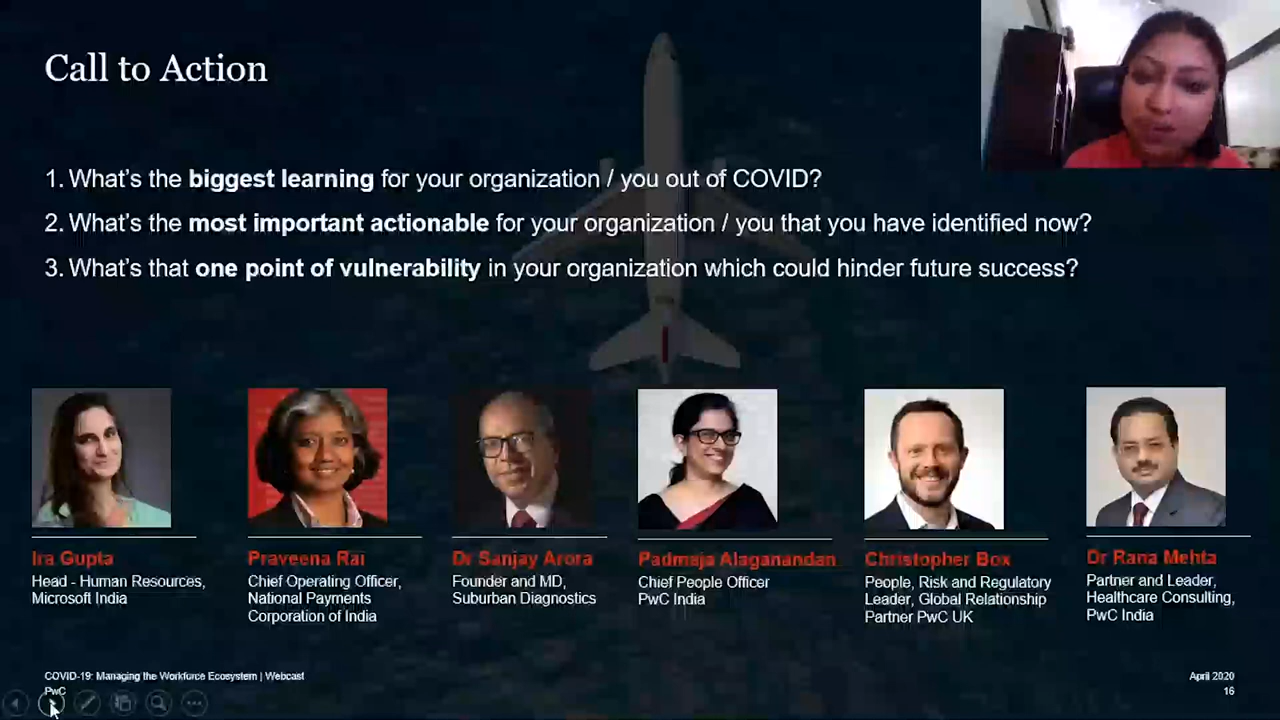 Call to Action
1. What's the biggest learning for your organization / you out of COVID?
2. What's the most important actionable for your organization / you that you have identified now?
3. What's that one point of vulnerability in your organization which could hinder future success?
Ira Gupta
Head - Human Resources,
Microsoft India
Praveena Rai
Chief Operating Officer,
National Payments
Corporation of India
Dr Sanjay Arora
Founder and MD,
Suburban Diagnostics
Padmaja Alaganandan
Chief People Officer
PwC India
Christopher Box
People, Risk and Regulatory
Leader, Global Relationship
Partner PwC UK
Dr Rana Mehta
Partner and Leader,
Healthcare Consulting,
PwC India
COVID-19: Managing the Workforce Ecosystem | Webcast
PwC
April 2020
16